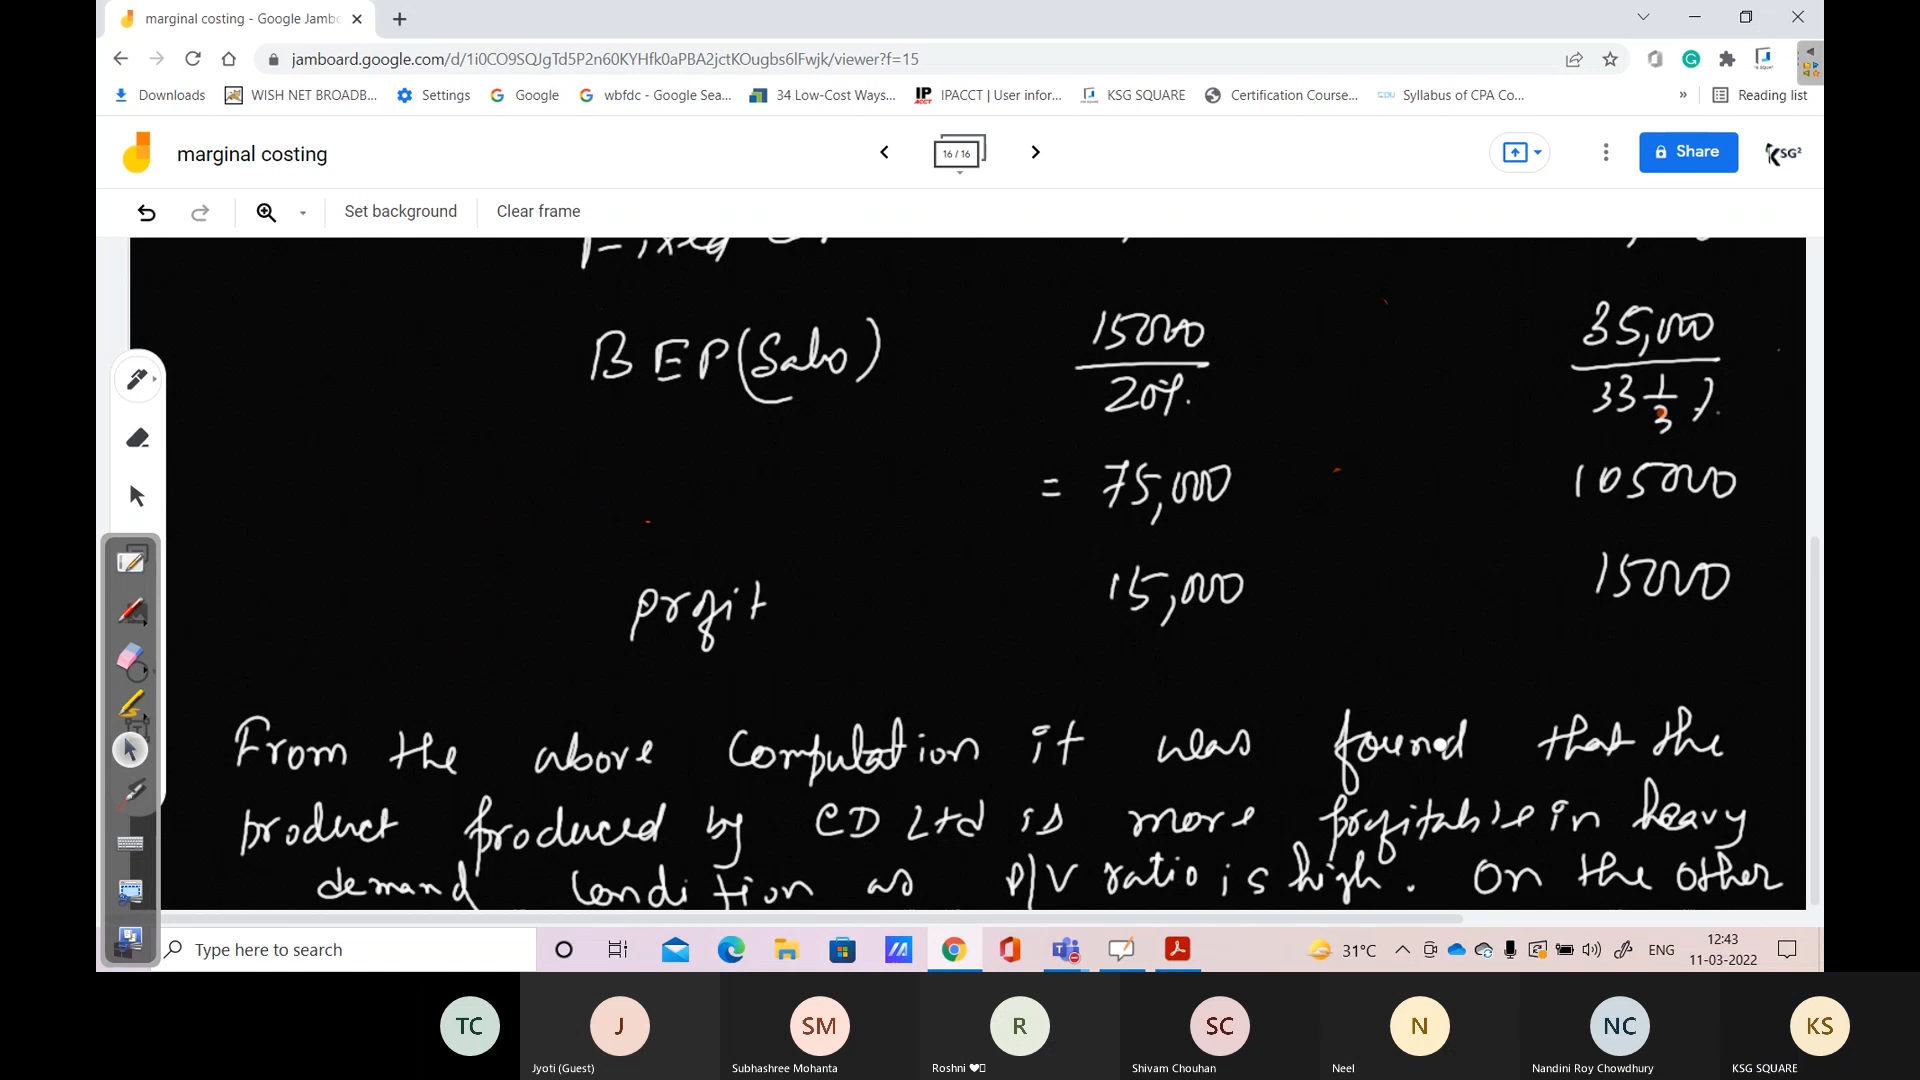 marginal costing - Google Jambo
jamboard.google.com/d/1i0CO9SQJgTd5P2n60KYHfk0aPBA2jctKOugbs6lFwjk/viewer?f=15
Downloads WISH NET BROADB... Settings Google wbfdc - Google Sea... 34 Low-Cost Ways... IPACCT | User infor... KSG SQUARE Certification Course... Syllabus of CPA Co... » Reading list
marginal costing 16 / 16 Share KSG²
Set background Clear frame
Fixed
BEP(Sales) 15000 35,000
20%. 33 1/3 %.
= 75,000 105000
profit 15,000 15000
From the above computation it was found that the
product produced by CD Ltd is more profitable in heavy
demand condition as P/V ratio is high. On the other
Type here to search 31°C ENG 12:43
11-03-2022
TC J SM R SC N NC KS
Jyoti (Guest) Subhashree Mohanta Roshni ❤ Shivam Chouhan Neel Nandini Roy Chowdhury KSG SQUARE